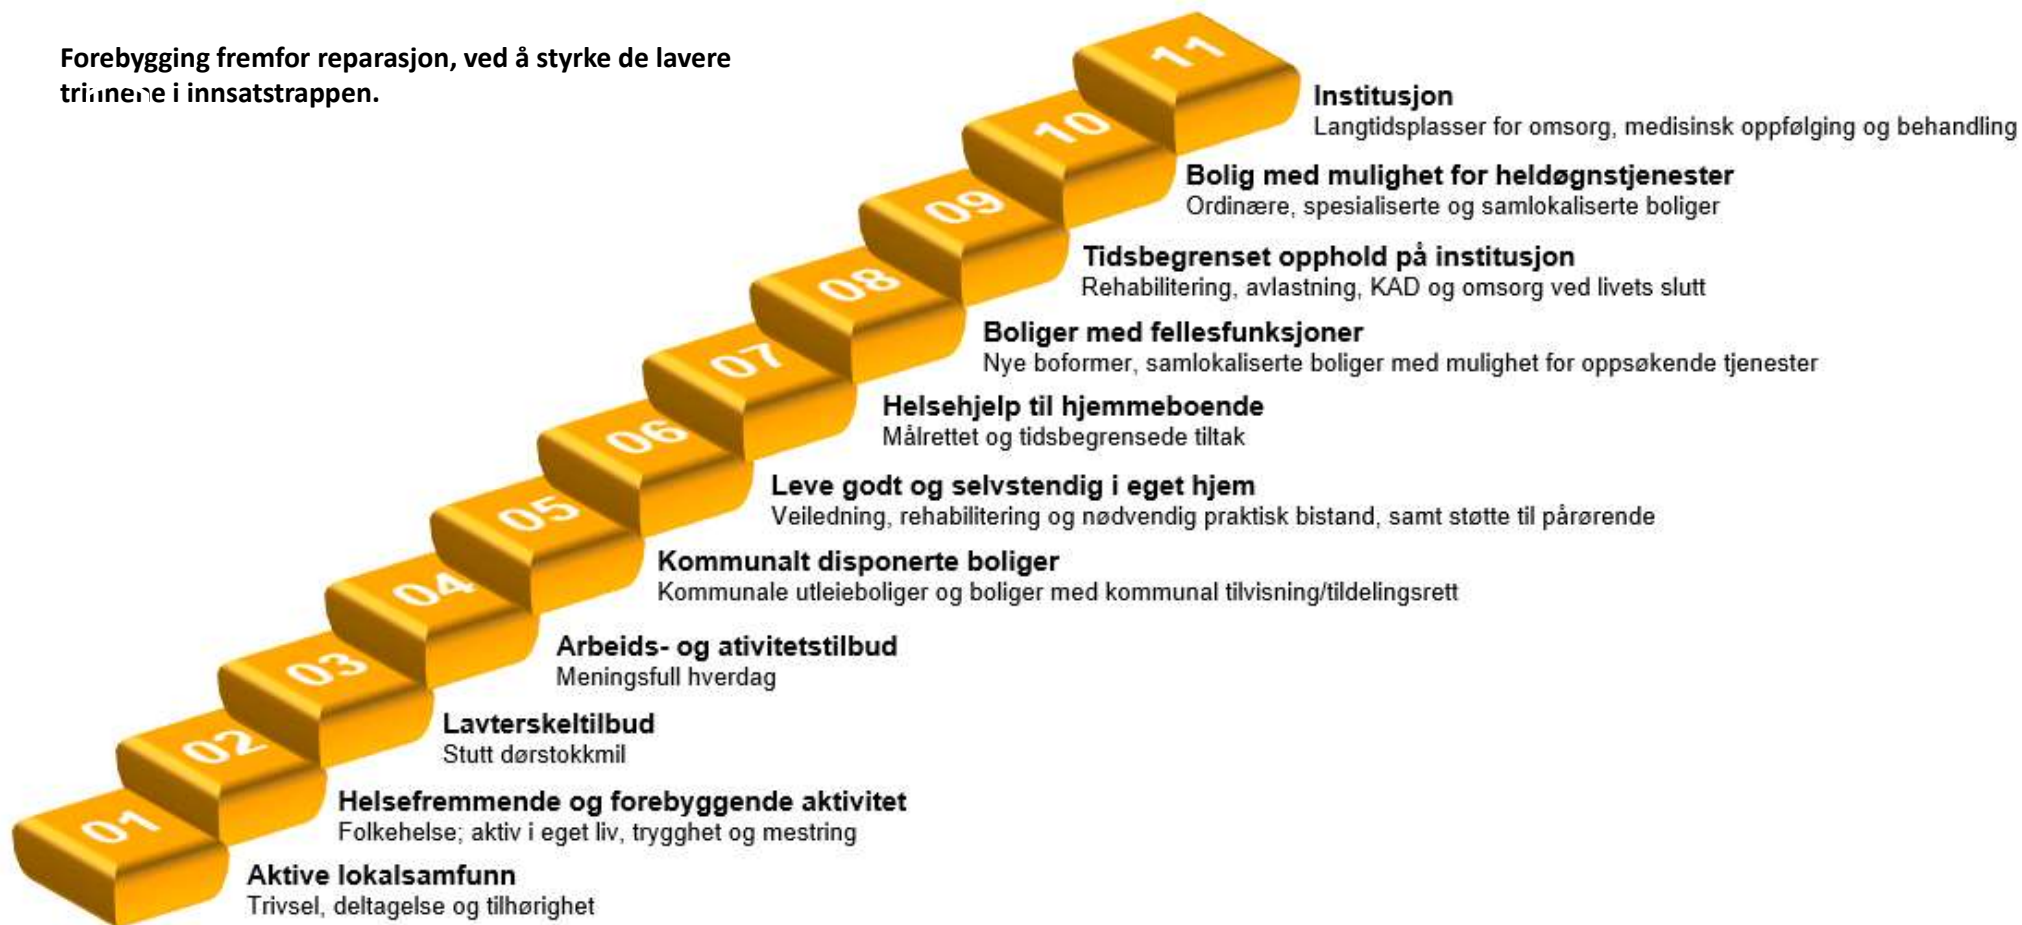 Forebygging fremfor reparasjon, ved å styrke de lavere
trinnene i innsatstrappen.
11
Institusjon
Langtidsplasser for omsorg, medisinsk oppfølging og behandling
10
Bolig med mulighet for heldøgnstjenester
Ordinære, spesialiserte og samlokaliserte boliger
09
Tidsbegrenset opphold på institusjon
Rehabilitering, avlastning, KAD og omsorg ved livets slutt
08
Boliger med fellesfunksjoner
Nye boformer, samlokaliserte boliger med mulighet for oppsøkende tjenester
07
Helsehjelp til hjemmeboende
Målrettet og tidsbegrensede tiltak
06
Leve godt og selvstendig i eget hjem
Veiledning, rehabilitering og nødvendig praktisk bistand, samt støtte til pårørende
05
Kommunalt disponerte boliger
Kommunale utleieboliger og boliger med kommunal tilvisning/tildelingsrett
04
Arbeids- og ativitetstilbud
Meningsfull hverdag
03
Lavterskeltilbud
Stutt dørstokkmil
02
Helsefremmende og forebyggende aktivitet
Folkehelse; aktiv i eget liv, trygghet og mestring
01
Aktive lokalsamfunn
Trivsel, deltagelse og tilhørighet